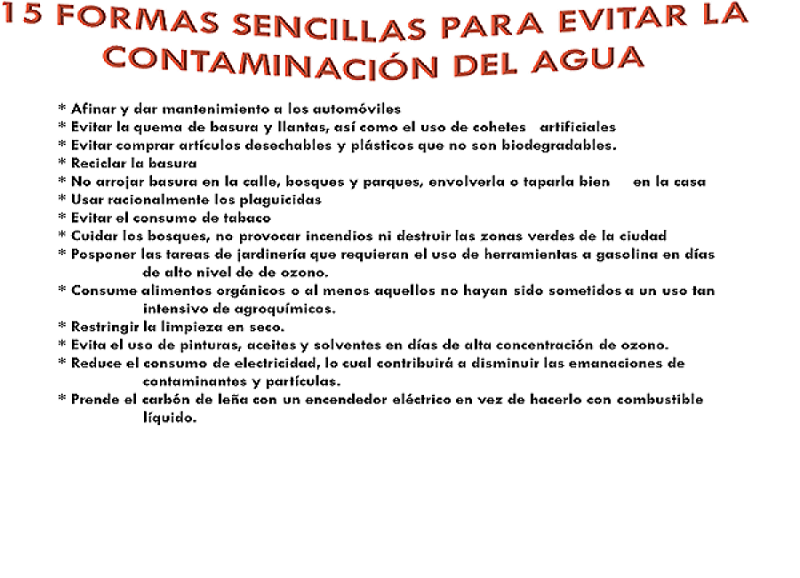 15 FORMAS SENCILLAS PARA EVITAR LA
CONTAMINACIÓN DEL AGUA
* Afinar y dar mantenimiento a los automóviles
* Evitar la quema de basura y llantas, así como el uso de cohetes artificiales
* Evitar comprar artículos desechables y plásticos que no son biodegradables.
* Reciclar la basura
* No arrojar basura en la calle, bosques y parques, envolverla o taparla bien en la casa
* Usar racionalmente los plaguicidas
* Evitar el consumo de tabaco
* Cuidar los bosques, no provocar incendios ni destruir las zonas verdes de la ciudad
* Posponer las tareas de jardinería que requieran el uso de herramientas a gasolina en días
de alto nivel de de ozono.
* Consume alimentos orgánicos o al menos aquellos no hayan sido sometidos a un uso tan
intensivo de agroquímicos.
* Restringir la limpieza en seco.
* Evita el uso de pinturas, aceites y solventes en días de alta concentración de ozono.
* Reduce el consumo de electricidad, lo cual contribuirá a disminuir las emanaciones de
contaminantes y partículas.
* Prende el carbón de leña con un encendedor eléctrico en vez de hacerlo con combustible
líquido.